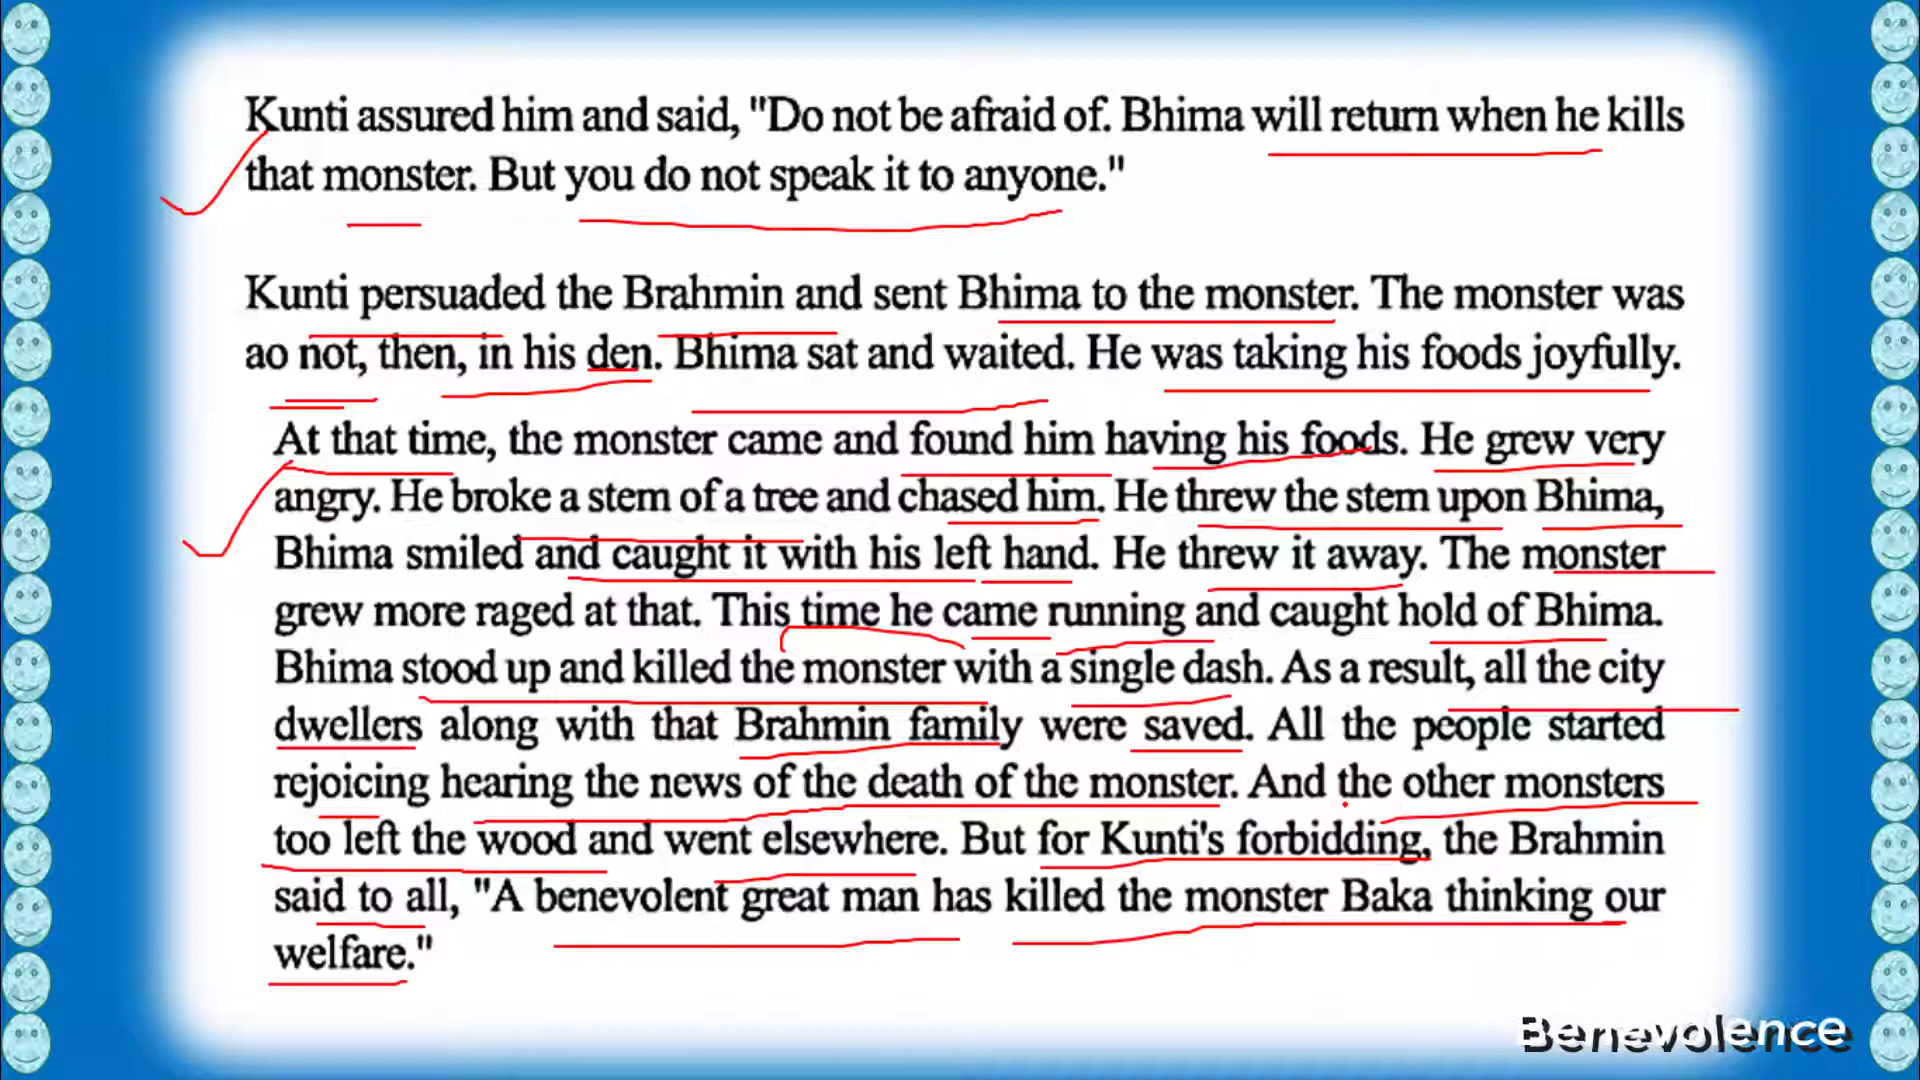 Kunti assured him and said, "Do not be afraid of. Bhima will return when he kills
that monster. But you do not speak it to anyone."
Kunti persuaded the Brahmin and sent Bhima to the monster. The monster was
ao not, then, in his den. Bhima sat and waited. He was taking his foods joyfully.
At that time, the monster came and found him having his foods. He grew very
angry. He broke a stem of a tree and chased him. He threw the stem upon Bhima,
Bhima smiled and caught it with his left hand. He threw it away. The monster
grew more raged at that. This time he came running and caught hold of Bhima.
Bhima stood up and killed the monster with a single dash. As a result, all the city
dwellers along with that Brahmin family were saved. All the people started
rejoicing hearing the news of the death of the monster. And the other monsters
too left the wood and went elsewhere. But for Kunti's forbidding, the Brahmin
said to all, "A benevolent great man has killed the monster Baka thinking our
welfare."
Benevolence